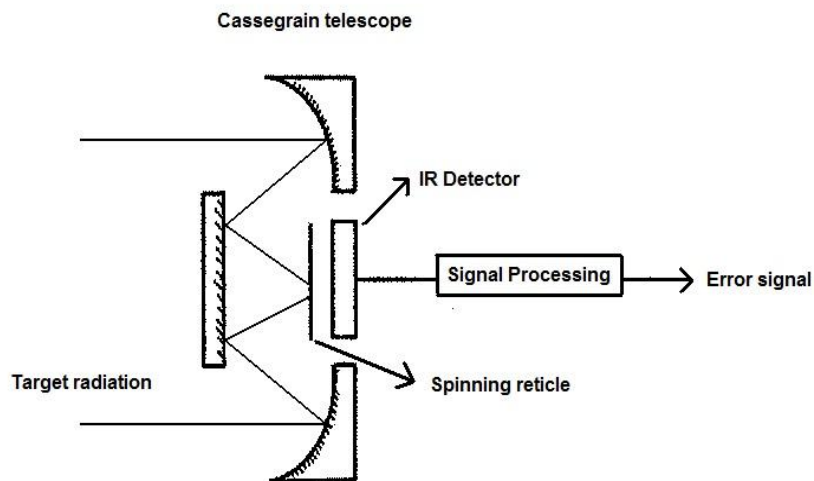 Cassegrain telescope
IR Detector
Signal Processing
Error signal
Target radiation
Spinning reticle